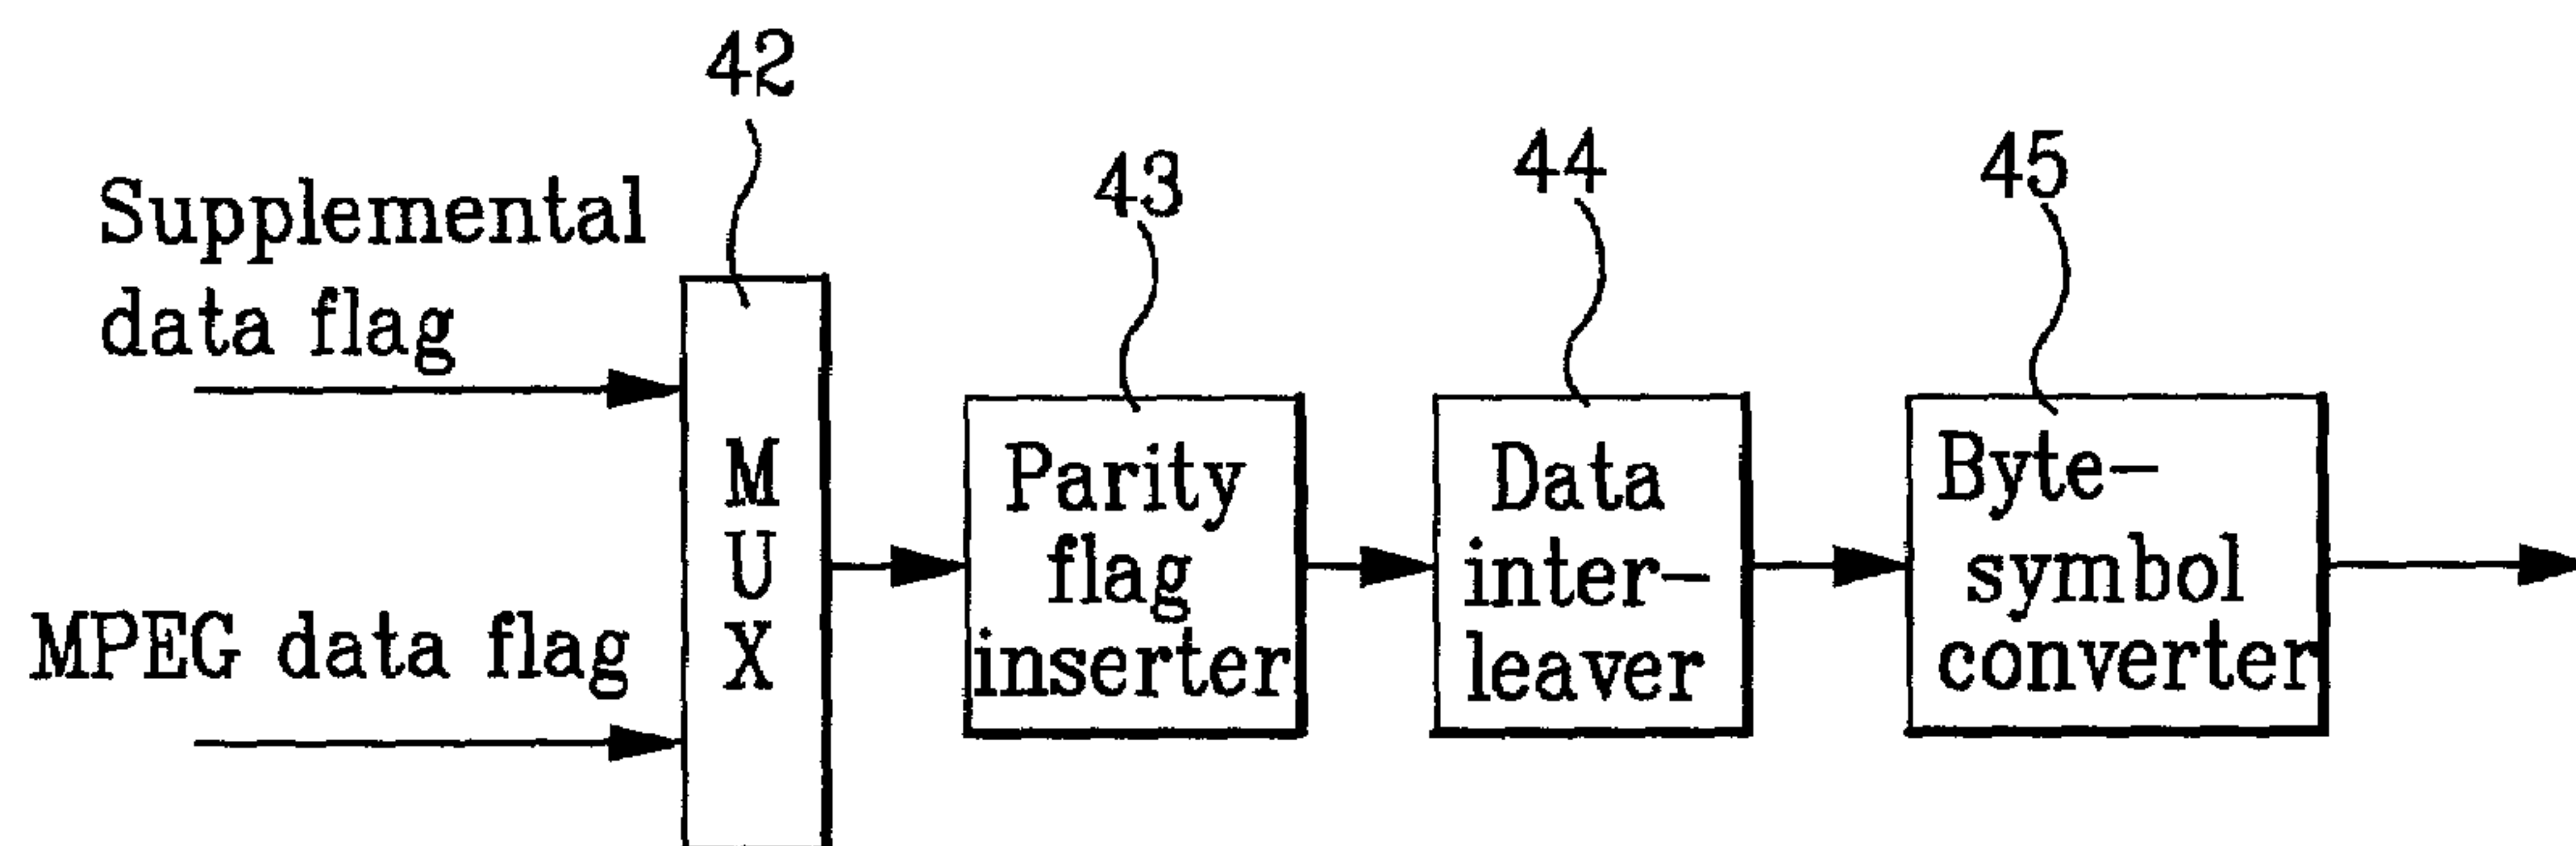 42
43
44
45
Supplemental
data flag
MPEG data flag
MUX
Parity
flag
inserter
Data
inter-
leaver
Byte-
symbol
converter